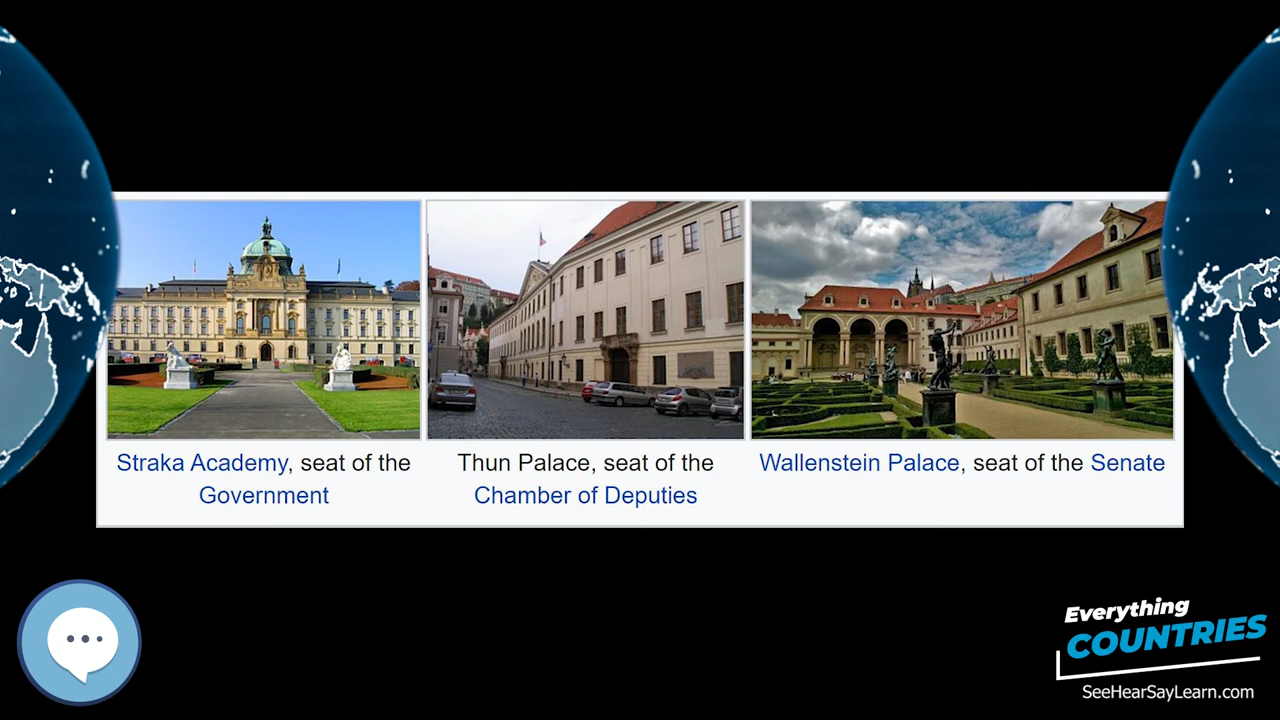 Straka Academy, seat of the
Government
Thun Palace, seat of the
Chamber of Deputies
Wallenstein Palace, seat of the Senate
Everything
COUNTRIES
SeeHearSayLearn.com